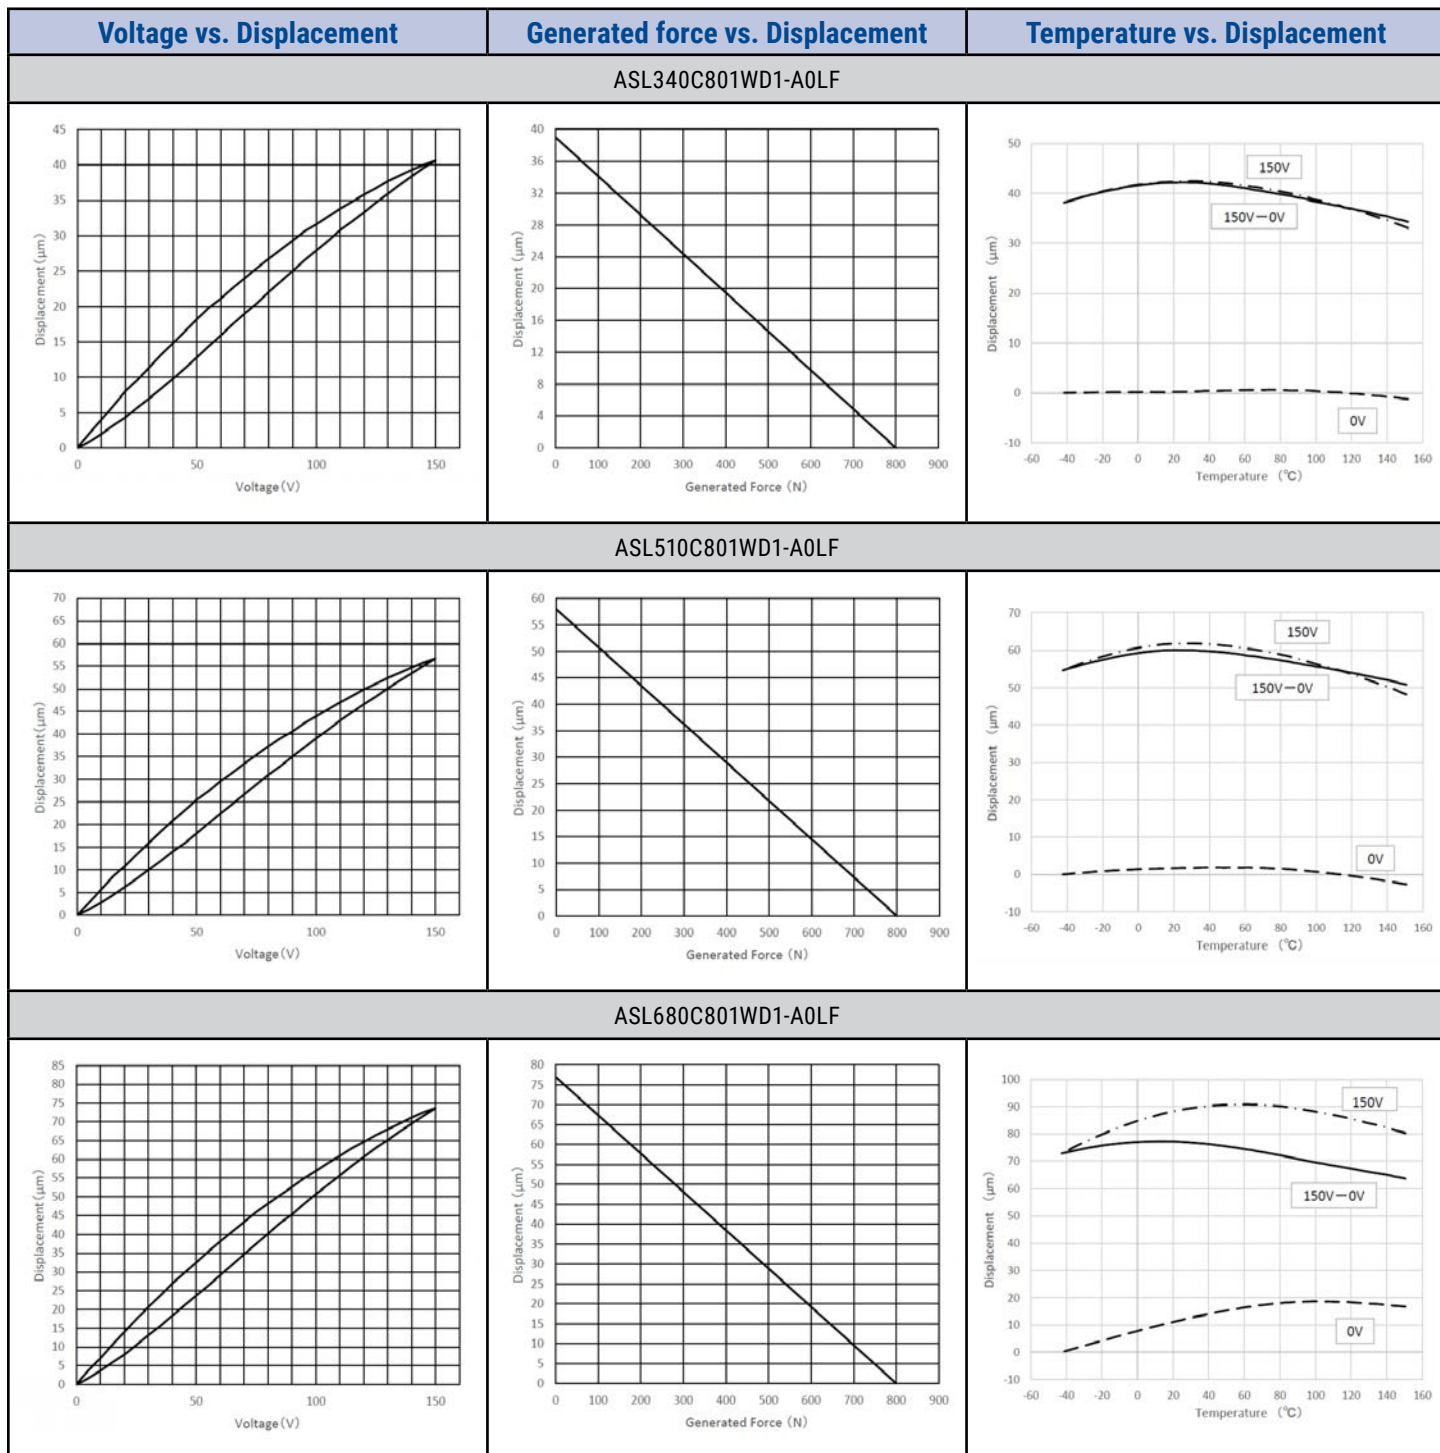 Voltage vs. Displacement
Generated force vs. Displacement
Temperature vs. Displacement
ASL340C801WD1-A0LF
45
40
35
30
25
20
15
10
5
0
Displacement(μm)
0 50 100 150
Voltage(V)
40
36
32
28
24
20
16
12
8
4
0
Displacement (μm)
0 100 200 300 400 500 600 700 800 900
Generated Force (N)
50
40
30
20
10
0
-10
Displacement (μm)
150V
150V-0V
0V
-60 -40 -20 0 20 40 60 80 100 120 140 160
Temperature (℃)
ASL510C801WD1-A0LF
70
65
60
55
50
45
40
35
30
25
20
15
10
5
0
Displacement(μm)
0 50 100 150
Voltage(V)
60
55
50
45
40
35
30
25
20
15
10
5
0
Displacement (μm)
0 100 200 300 400 500 600 700 800 900
Generated Force (N)
70
60
50
40
30
20
10
0
-10
Displacement (μm)
150V
150V-0V
0V
-60 -40 -20 0 20 40 60 80 100 120 140 160
Temperature (℃)
ASL680C801WD1-A0LF
85
80
75
70
65
60
55
50
45
40
35
30
25
20
15
10
5
0
Displacement(μm)
0 50 100 150
Voltage(V)
80
75
70
65
60
55
50
45
40
35
30
25
20
15
10
5
0
Displacement (μm)
0 100 200 300 400 500 600 700 800 900
Generated Force (N)
100
90
80
70
60
50
40
30
20
10
0
-10
Displacement (μm)
150V
150V-0V
0V
-60 -40 -20 0 20 40 60 80 100 120 140 160
Temperature (℃)